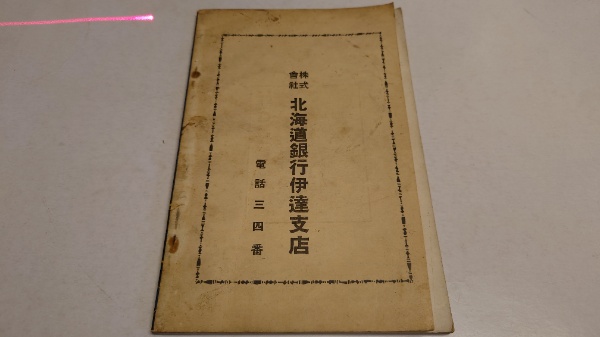 株式會社
北海道銀行伊達支店
電話三四番